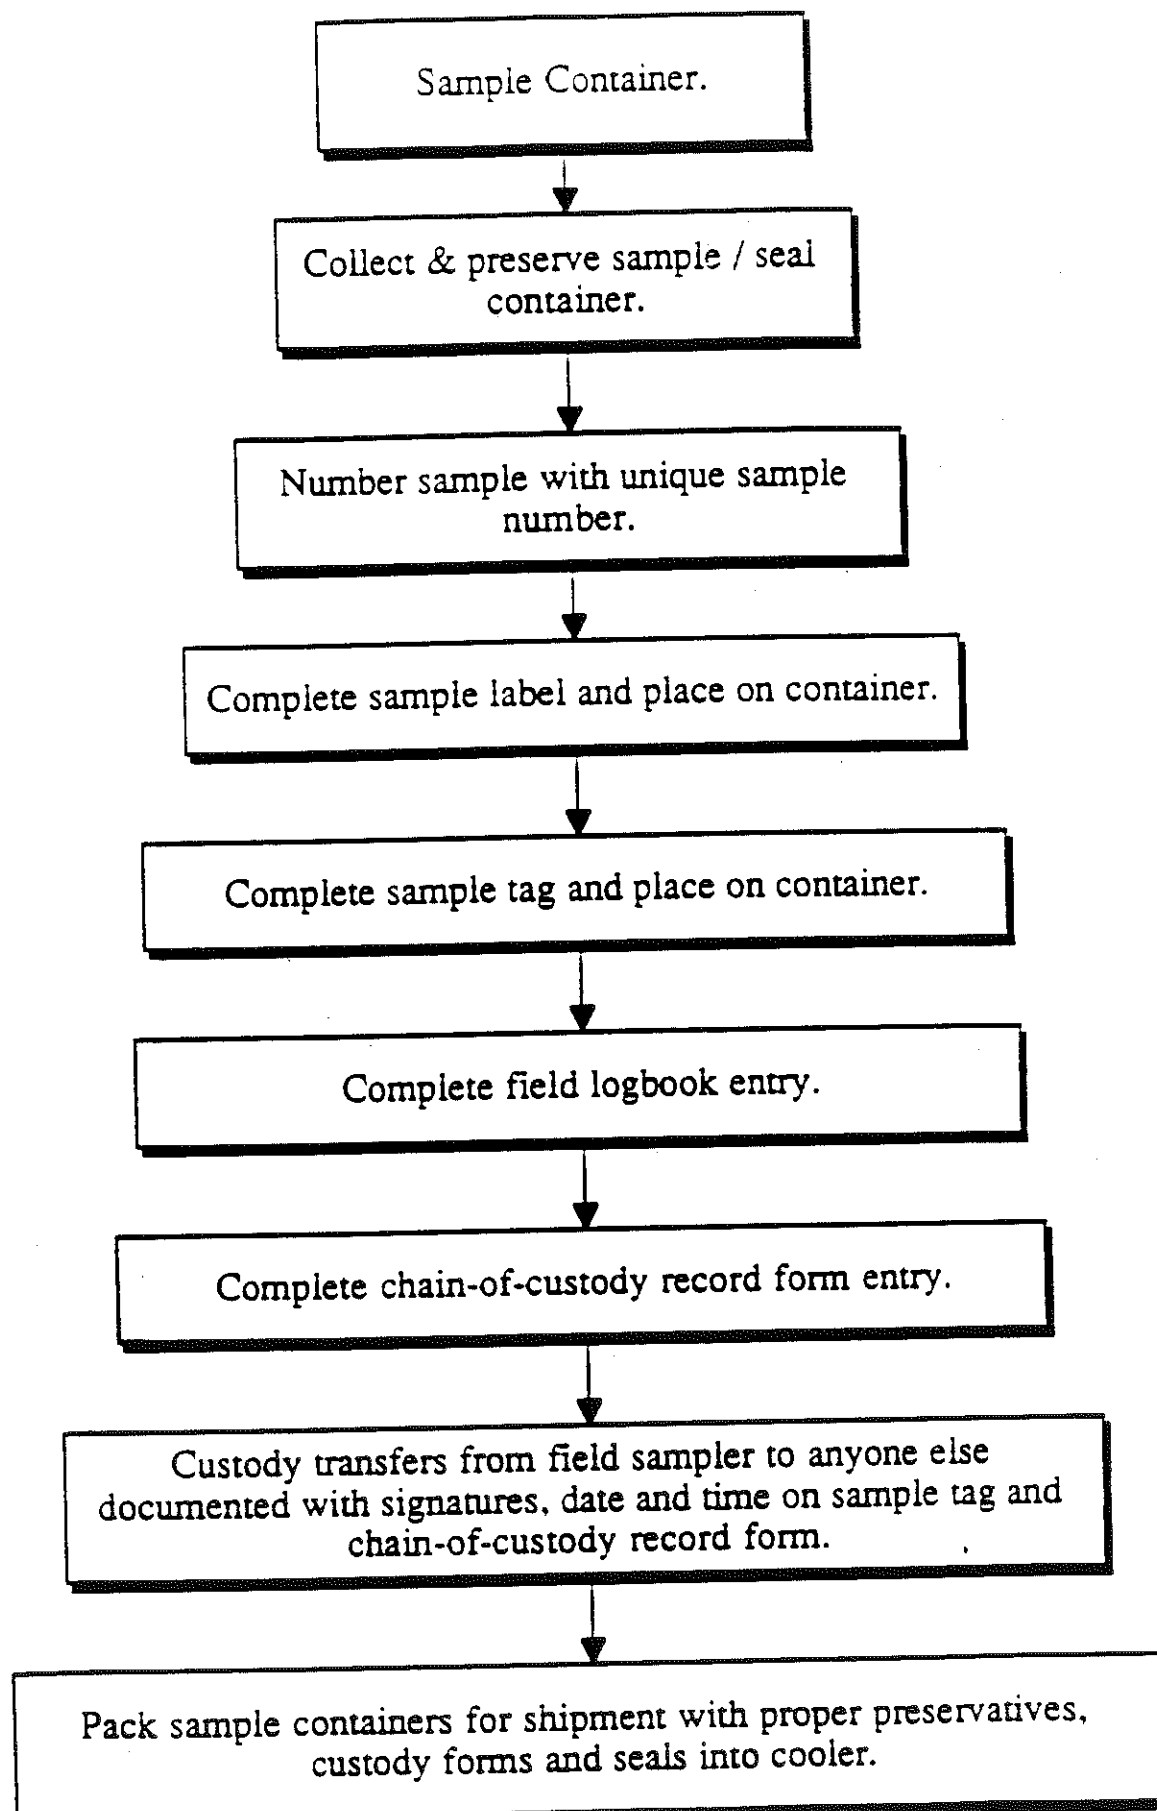 Sample Container.
Collect & preserve sample / seal
container.
Number sample with unique sample
number.
Complete sample label and place on container.
Complete sample tag and place on container.
Complete field logbook entry.
Complete chain-of-custody record form entry.
Custody transfers from field sampler to anyone else
documented with signatures, date and time on sample tag and
chain-of-custody record form.
Pack sample containers for shipment with proper preservatives,
custody forms and seals into cooler.